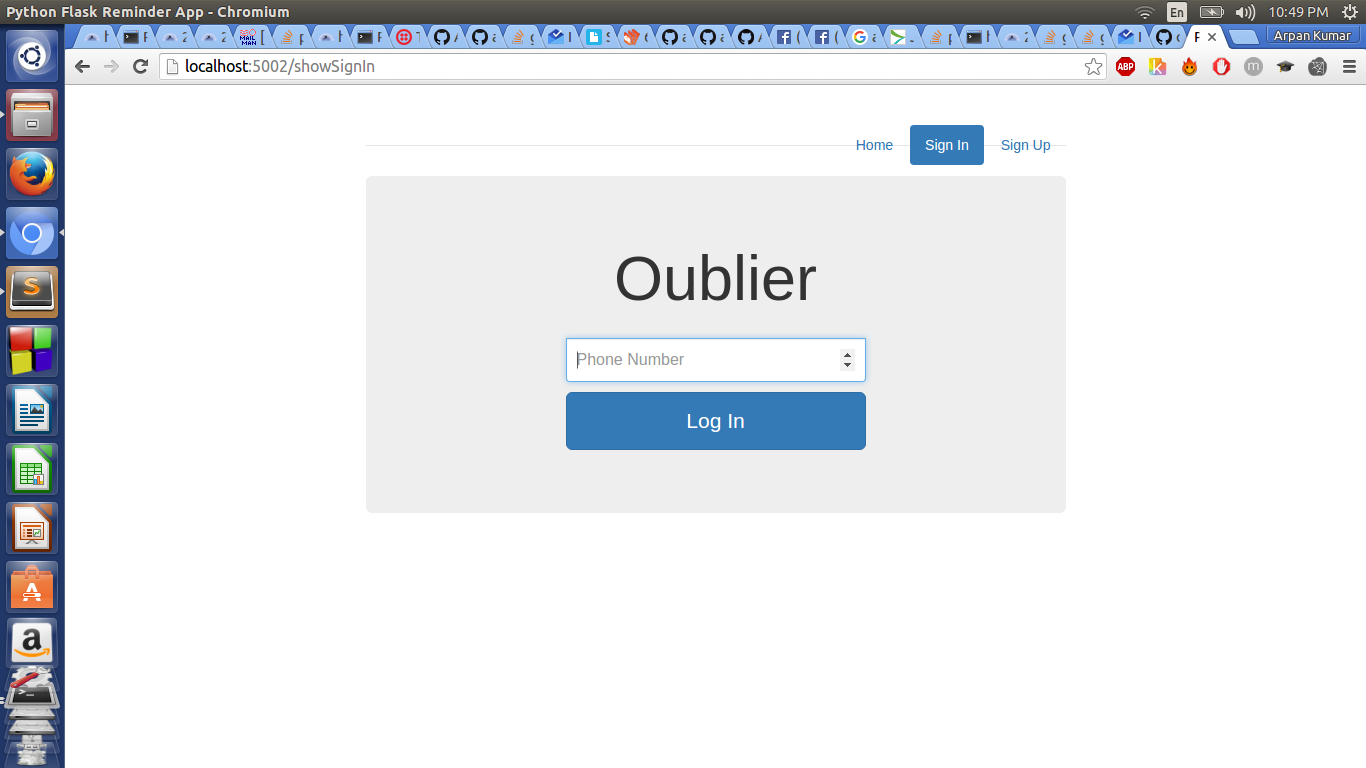 Python Flask Reminder App - Chromium
En
10:49 PM
Arpan Kumar
localhost:5002/showSignIn
ABP
Home
Sign In
Sign Up
Oublier
Phone Number
Log In